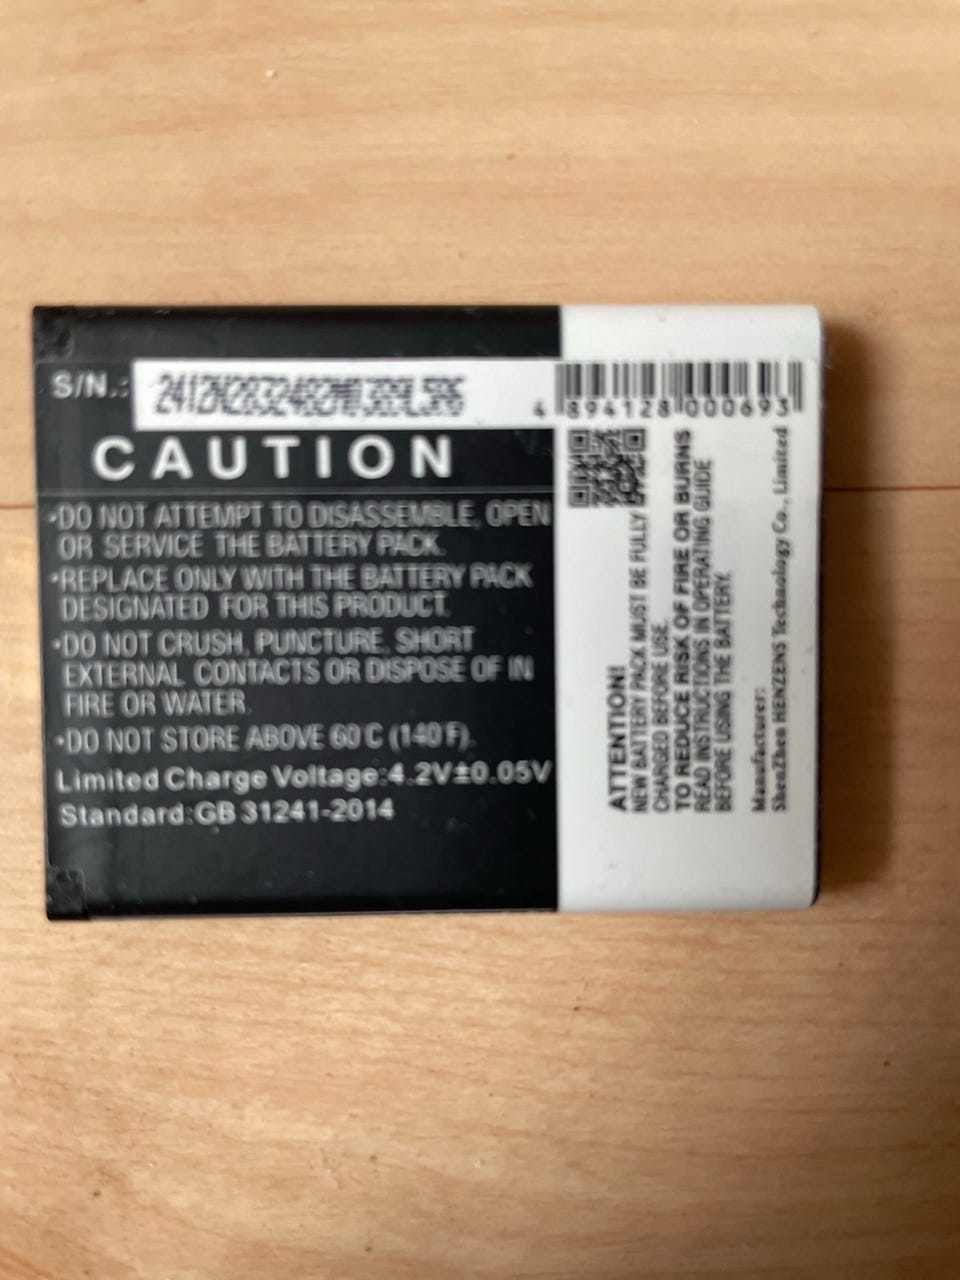 S/N.:
4 894128 000693
CAUTION
·DO NOT ATTEMPT TO DISASSEMBLE, OPEN
OR SERVICE THE BATTERY PACK.
·REPLACE ONLY WITH THE BATTERY PACK
DESIGNATED FOR THIS PRODUCT.
·DO NOT CRUSH, PUNCTURE, SHORT
EXTERNAL CONTACTS OR DISPOSE OF IN
FIRE OR WATER.
·DO NOT STORE ABOVE 60°C (140°F).
Limited Charge Voltage:4.2V±0.05V
Standard:GB 31241-2014
ATTENTION!
NEW BATTERY PACK MUST BE FULLY
CHARGED BEFORE USE.
TO REDUCE RISK OF FIRE OR BURNS
READ INSTRUCTIONS IN OPERATING GUIDE
BEFORE USING THE BATTERY.
Manufacturer:
ShenZhen HENZENS Technology Co., Limited